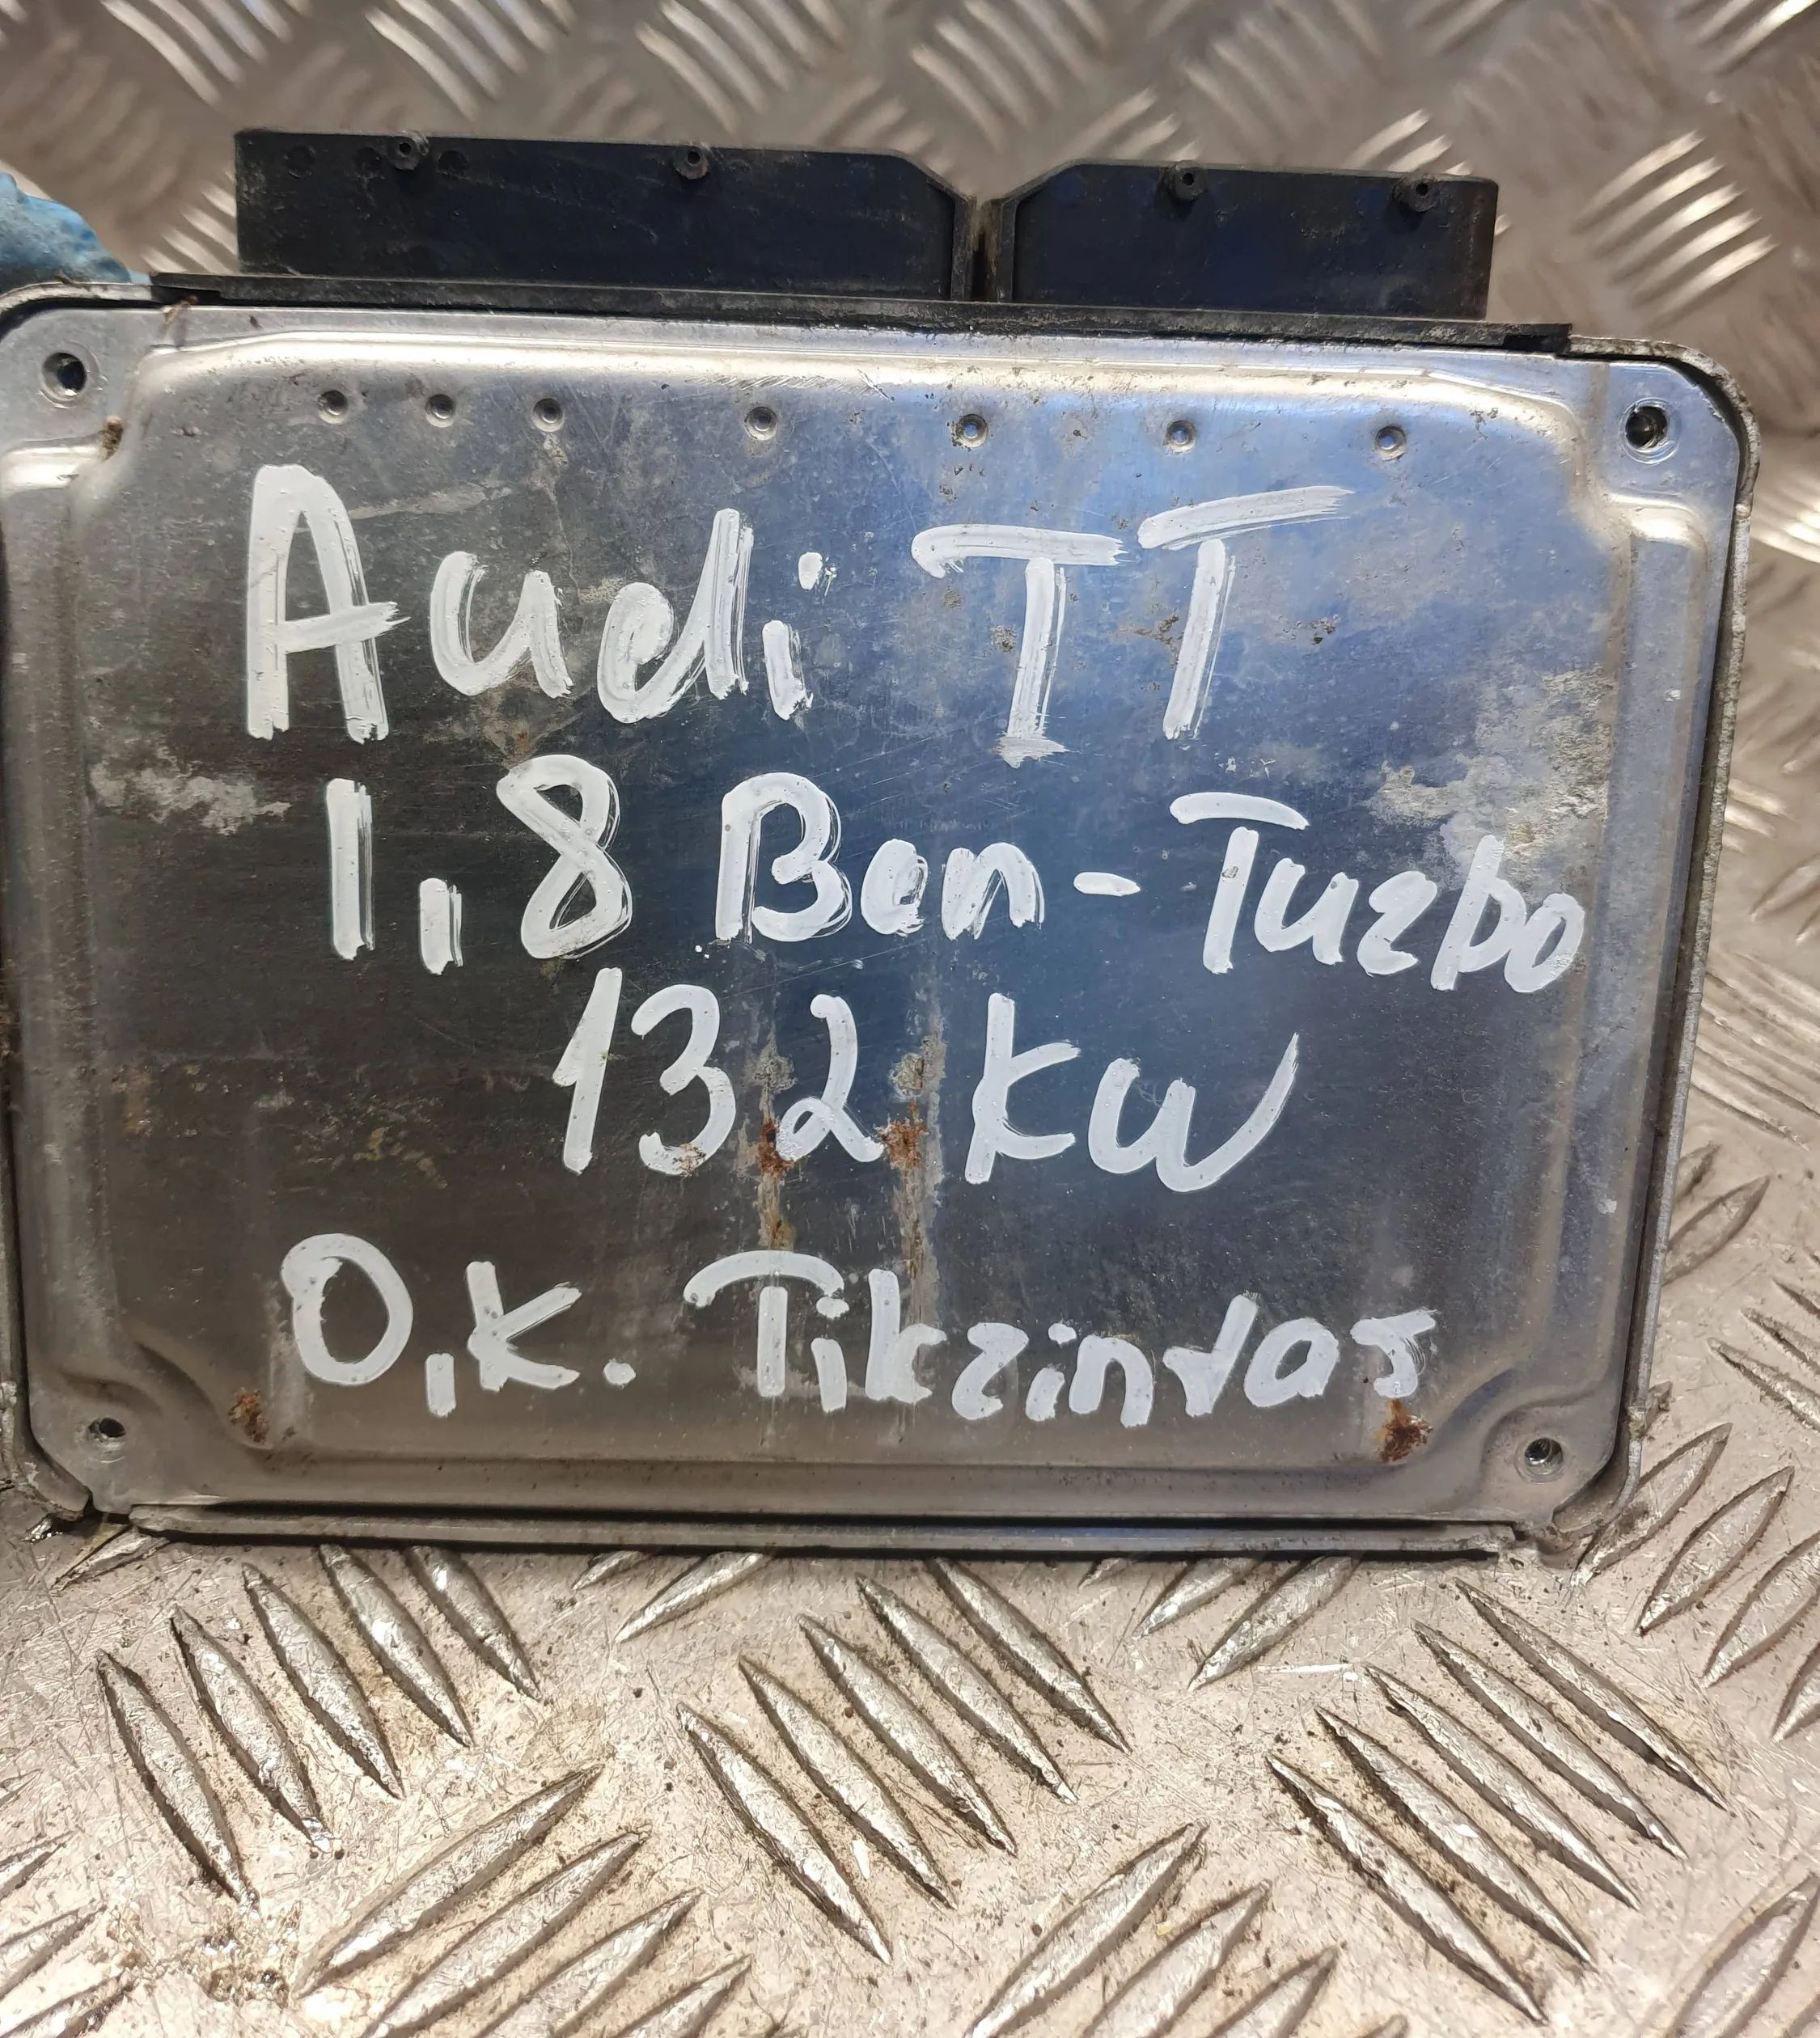 Audi TT
1,8 Ben-Turbo
132 kw
O,K. Tikrintas